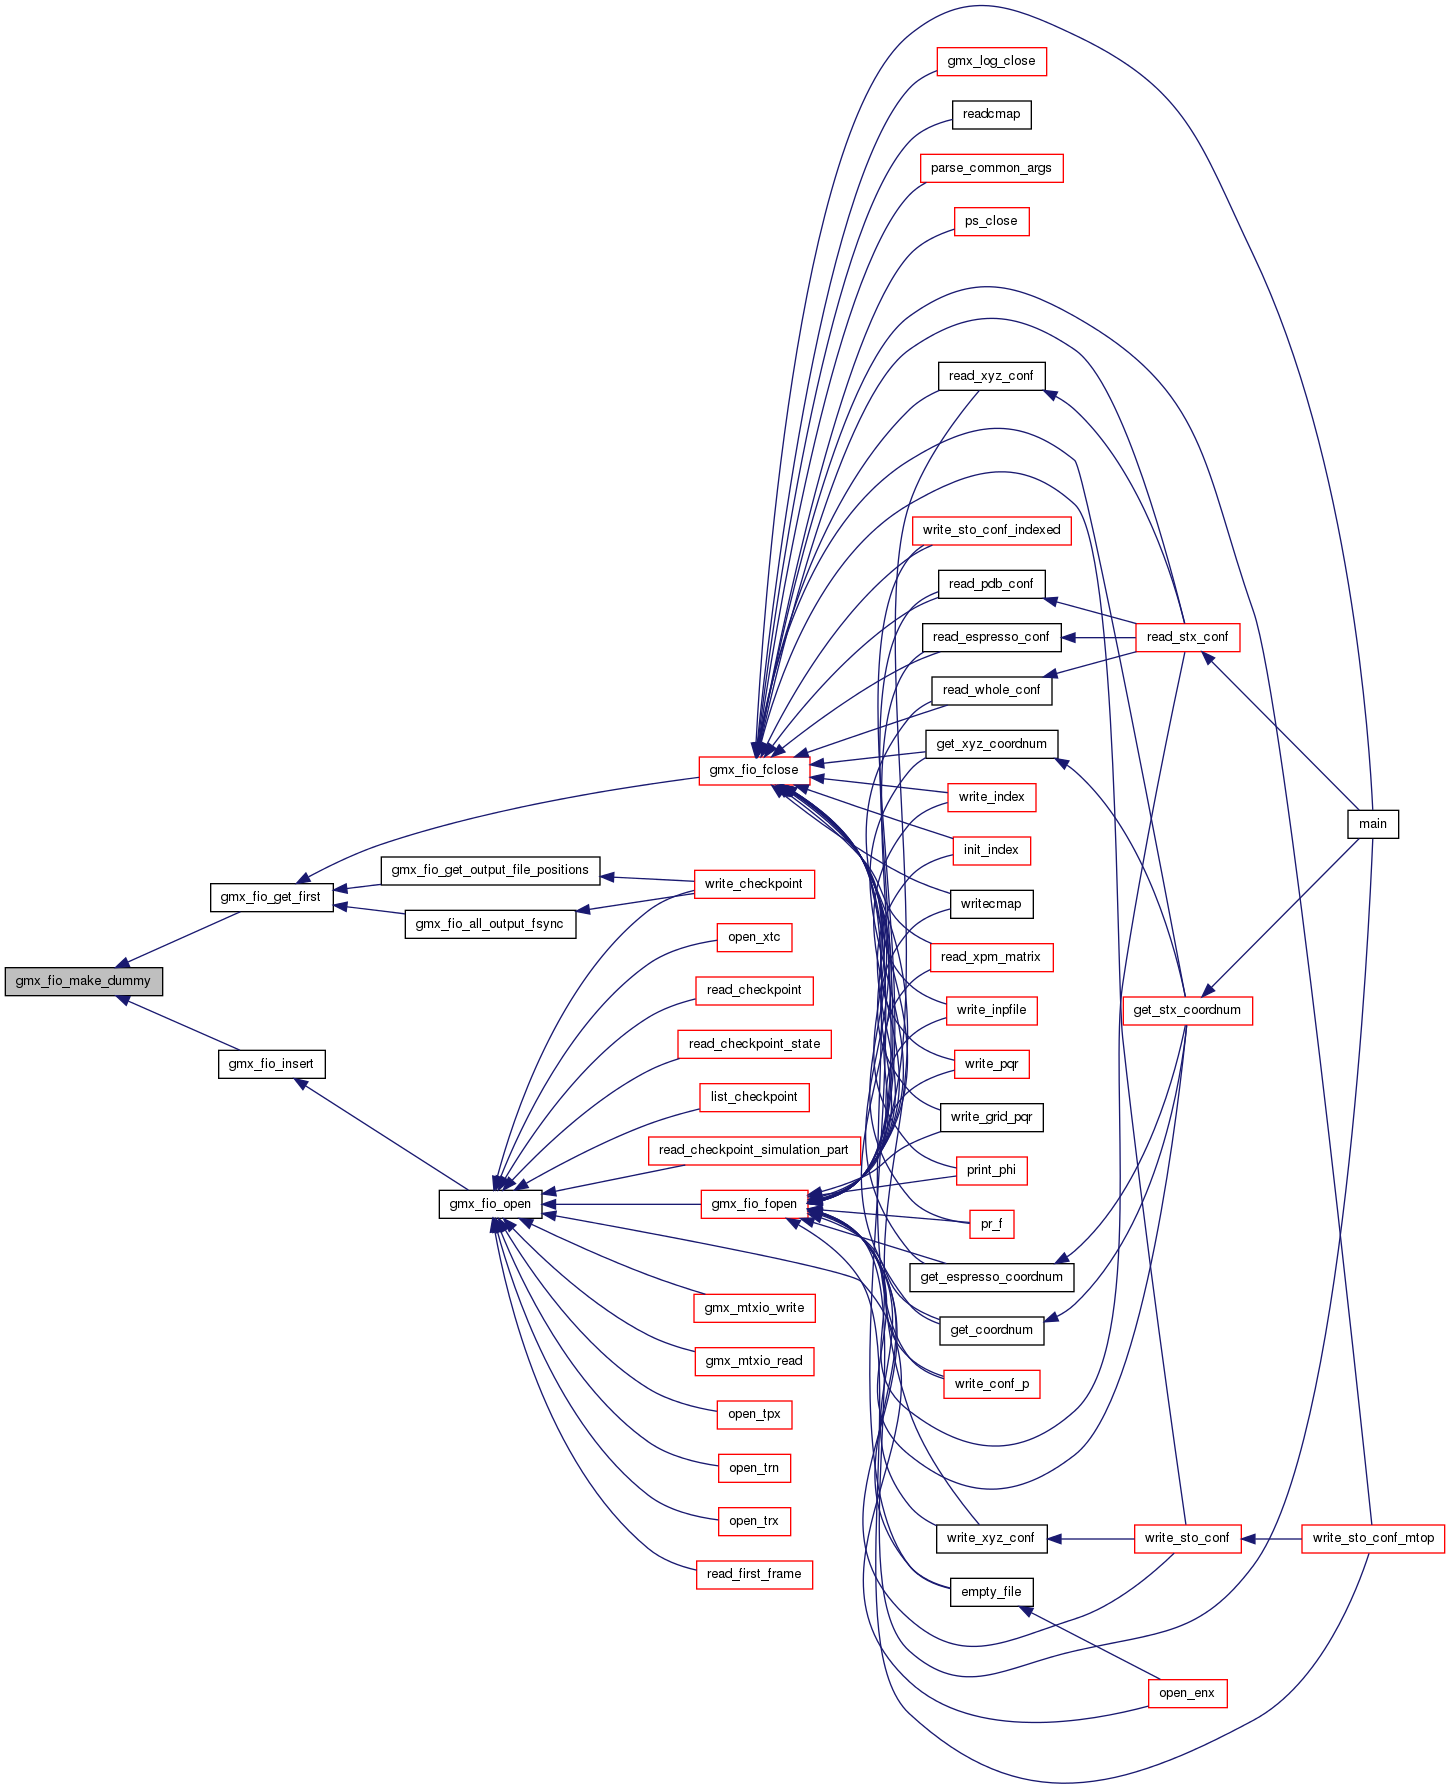 gmx_log_close
readcmap
parse_common_args
ps_close
read_xyz_conf
write_sto_conf_indexed
read_pdb_conf
read_espresso_conf
read_stx_conf
read_whole_conf
get_xyz_coordnum
gmx_fio_fclose
write_index
main
init_index
gmx_fio_get_output_file_positions
write_checkpoint
gmx_fio_get_first
writecmap
gmx_fio_all_output_fsync
open_xtc
read_xpm_matrix
gmx_fio_make_dummy
read_checkpoint
write_inpfile
get_stx_coordnum
read_checkpoint_state
gmx_fio_insert
write_pqr
list_checkpoint
write_grid_pqr
read_checkpoint_simulation_part
print_phi
gmx_fio_open
gmx_fio_fopen
pr_f
get_espresso_coordnum
gmx_mtxio_write
get_coordnum
gmx_mtxio_read
write_conf_p
open_tpx
open_trn
open_trx
write_xyz_conf
write_sto_conf
write_sto_conf_mtop
read_first_frame
empty_file
open_enx